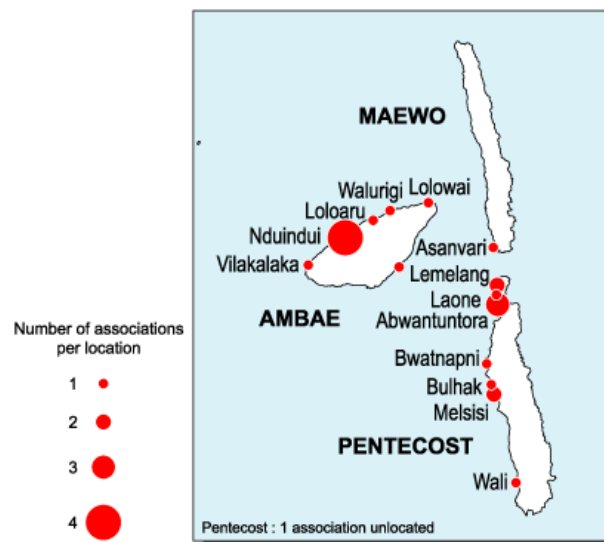 MAEWO
Lolowai
Walurigi
Loloaru
Nduindui
Asanvari
Vilakalaka
Lemelang
Laone
AMBAE
Abwantuntora
Number of associations
per location
Bwatnapni
1
Bulhak
Melsisi
2
PENTECOST
3
Wali
4
Pentecost : 1 association unlocated